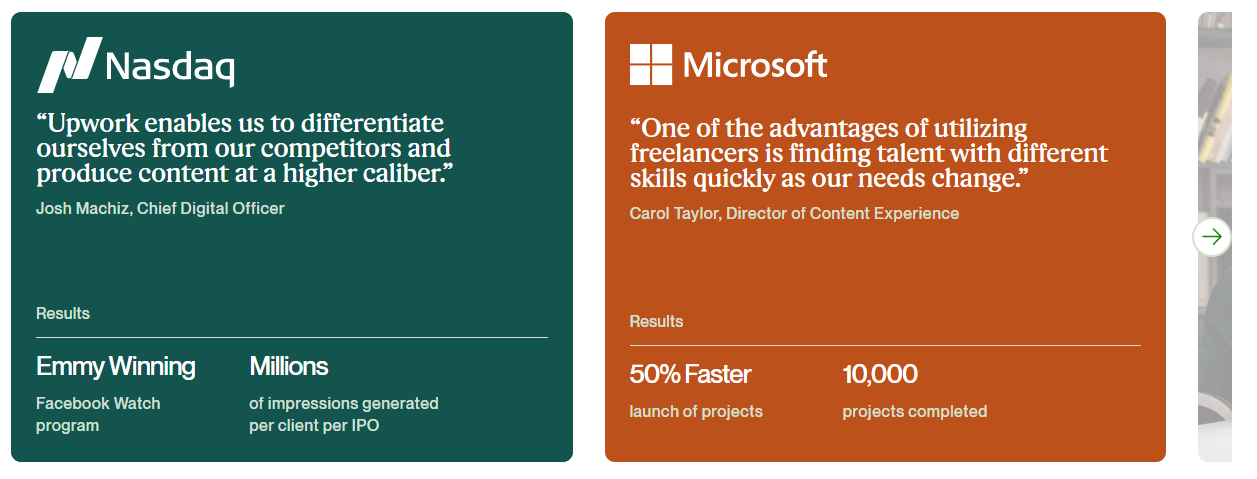 Nasdaq
“Upwork enables us to differentiate
ourselves from our competitors and
produce content at a higher caliber.”
Josh Machiz, Chief Digital Officer
Results
Emmy Winning
Facebook Watch
program
Millions
of impressions generated
per client per IPO
Microsoft
“One of the advantages of utilizing
freelancers is finding talent with different
skills quickly as our needs change.”
Carol Taylor, Director of Content Experience
Results
50% Faster
launch of projects
10,000
projects completed